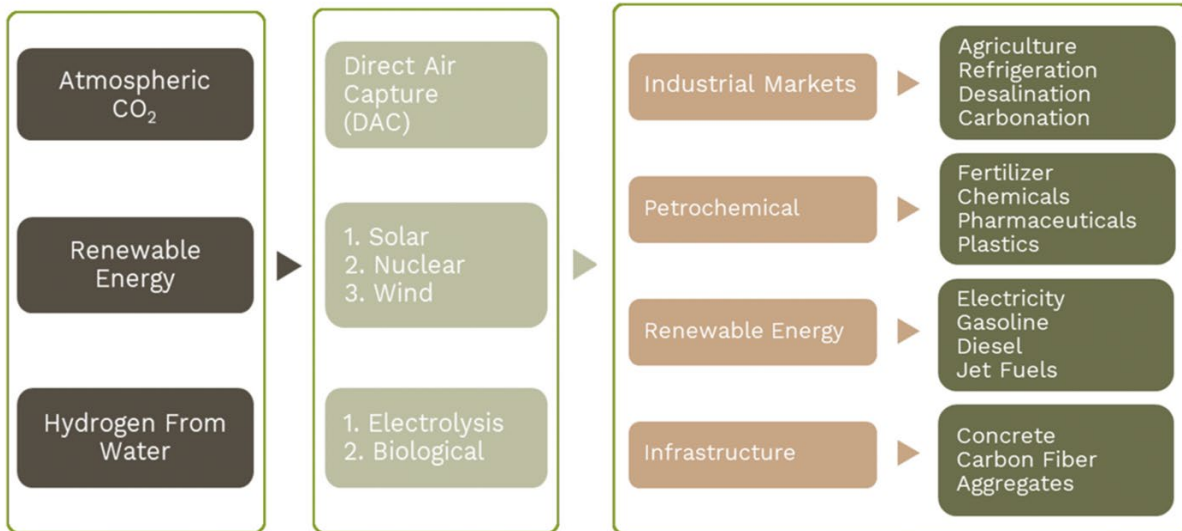 Atmospheric
CO₂
Renewable
Energy
Hydrogen From
Water
Direct Air
Capture
(DAC)
1. Solar
2. Nuclear
3. Wind
1. Electrolysis
2. Biological
Industrial Markets
Agriculture
Refrigeration
Desalination
Carbonation
Petrochemical
Fertilizer
Chemicals
Pharmaceuticals
Plastics
Renewable Energy
Electricity
Gasoline
Diesel
Jet Fuels
Infrastructure
Concrete
Carbon Fiber
Aggregates